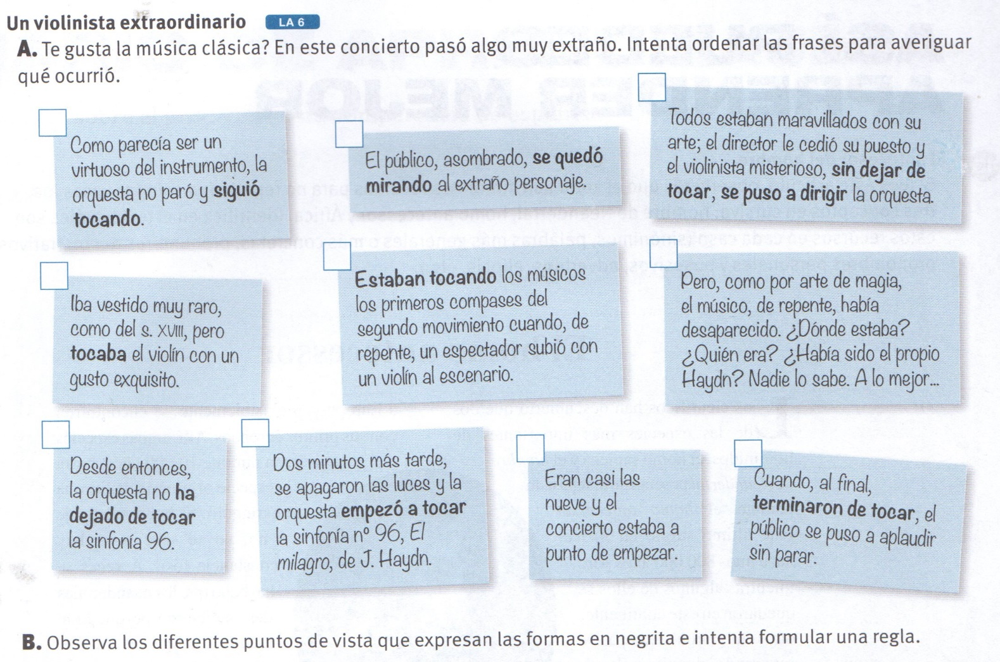 Un violinista extraordinario LA 6
A. Te gusta la música clásica? En este concierto pasó algo muy extraño. Intenta ordenar las frases para averiguar
qué ocurrió.
Como parecía ser un
virtuoso del instrumento, la
orquesta no paró y siguió
tocando.
El público, asombrado, se quedó
mirando al extraño personaje.
Todos estaban maravillados con su
arte; el director le cedió su puesto y
el violinista misterioso, sin dejar de
tocar, se puso a dirigir la orquesta.
Iba vestido muy raro,
como del s. XVIII, pero
tocaba el violín con un
gusto exquisito.
Estaban tocando los músicos
los primeros compases del
segundo movimiento cuando, de
repente, un espectador subió con
un violín al escenario.
Pero, como por arte de magia,
el músico, de repente, había
desaparecido. ¿Dónde estaba?
¿Quién era? ¿Había sido el propio
Haydn? Nadie lo sabe. A lo mejor...
Desde entonces,
la orquesta no ha
dejado de tocar
la sinfonía 96.
Dos minutos más tarde,
se apagaron las luces y la
orquesta empezó a tocar
la sinfonía nº 96, El
milagro, de J. Haydn.
Eran casi las
nueve y el
concierto estaba a
punto de empezar.
Cuando, al final,
terminaron de tocar, el
público se puso a aplaudir
sin parar.
B. Observa los diferentes puntos de vista que expresan las formas en negrita e intenta formular una regla.